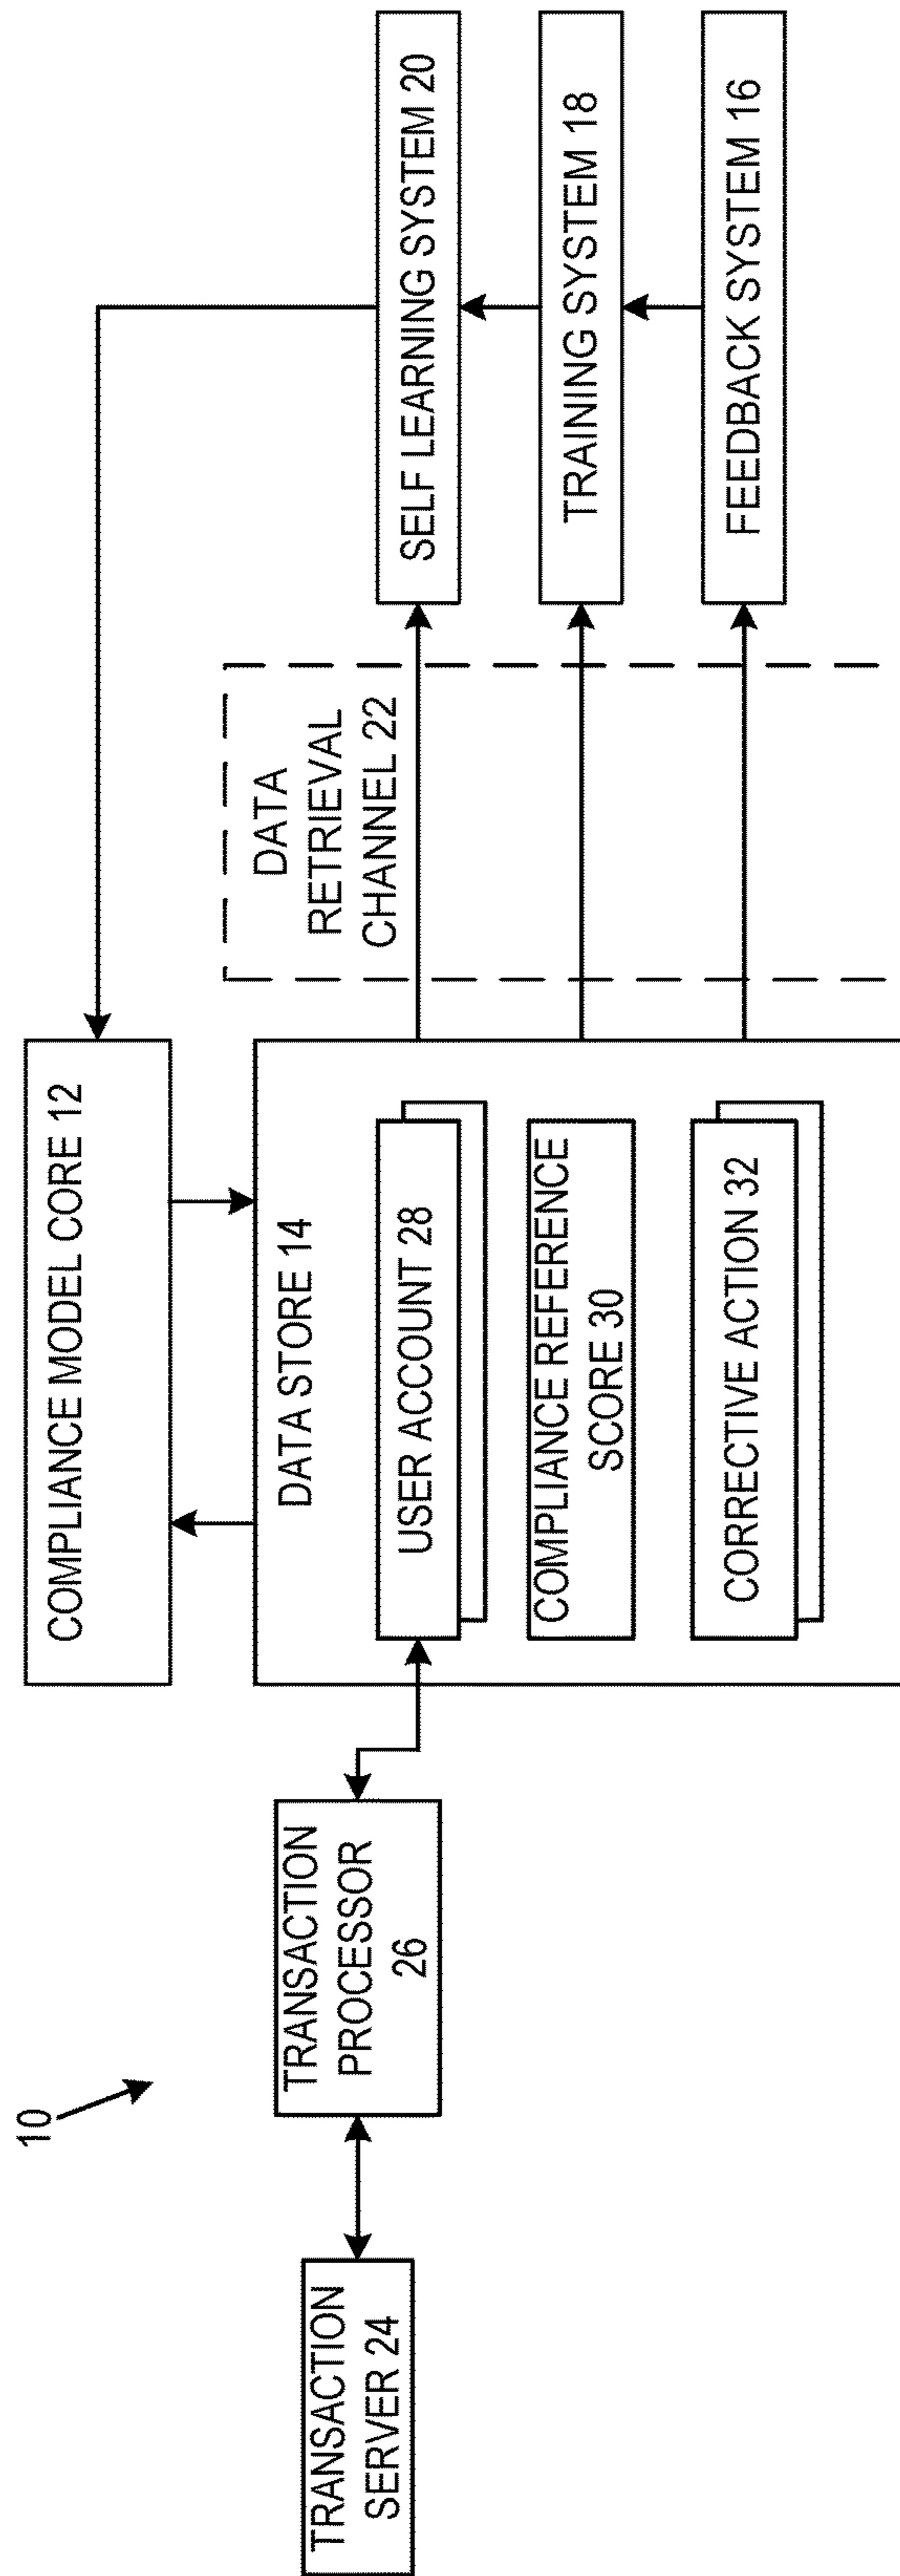 10
COMPLIANCE MODEL CORE 12
TRANSACTION
SERVER 24
TRANSACTION
PROCESSOR
26
DATA STORE 14
USER ACCOUNT 28
COMPLIANCE REFERENCE
SCORE 30
CORRECTIVE ACTION 32
DATA
RETRIEVAL
CHANNEL 22
SELF LEARNING SYSTEM 20
TRAINING SYSTEM 18
FEEDBACK SYSTEM 16